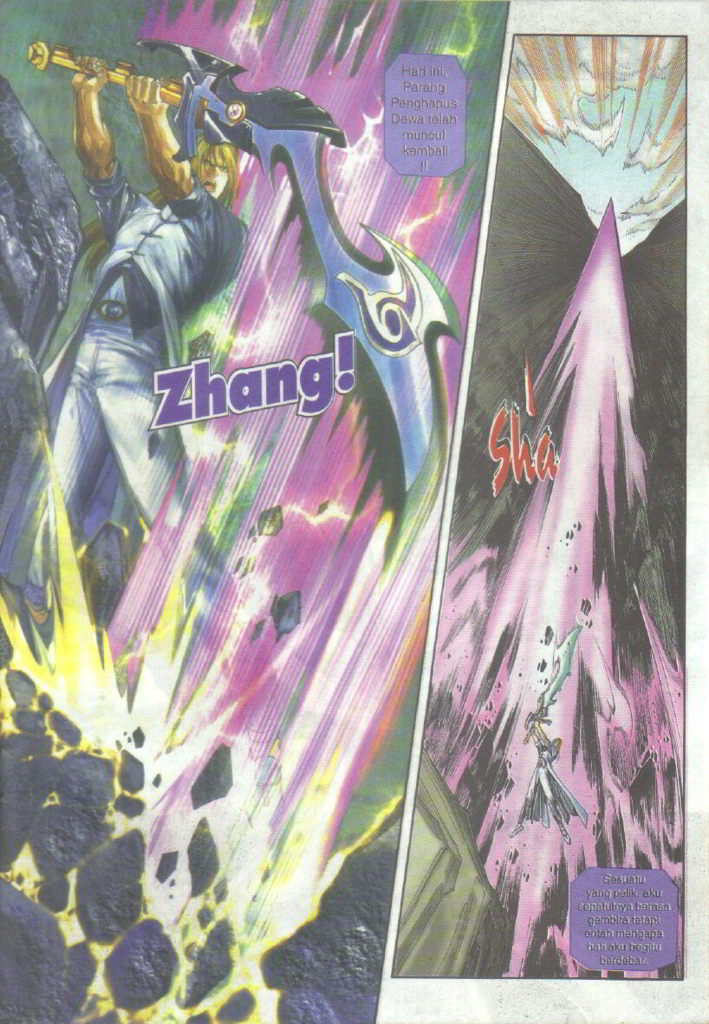 Hari ini,
Parang
Penghapus
Dewa telah
muncul
kembali
!!
Zhang!
Sha
Sesuatu
yang pelik, aku
sepatutnya berasa
gembira tetapi
entah mengapa
hati aku begitu
berdebar.